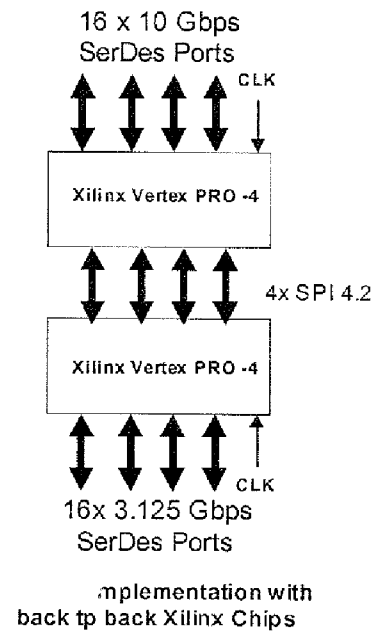 16 x 10 Gbps
SerDes Ports
CLK
Xilinx Vertex PRO -4
4x SPI 4.2
Xilinx Vertex PRO -4
CLK
16x 3.125 Gbps
SerDes Ports
mplementation with
back tp back Xilinx Chips